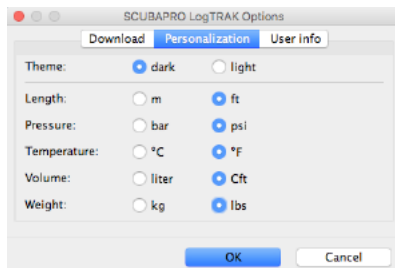 SCUBAPRO LogTRAK Options
Download Personalization User info
Theme: dark light
Length: m ft
Pressure: bar psi
Temperature: °C °F
Volume: liter Cft
Weight: kg lbs
OK Cancel